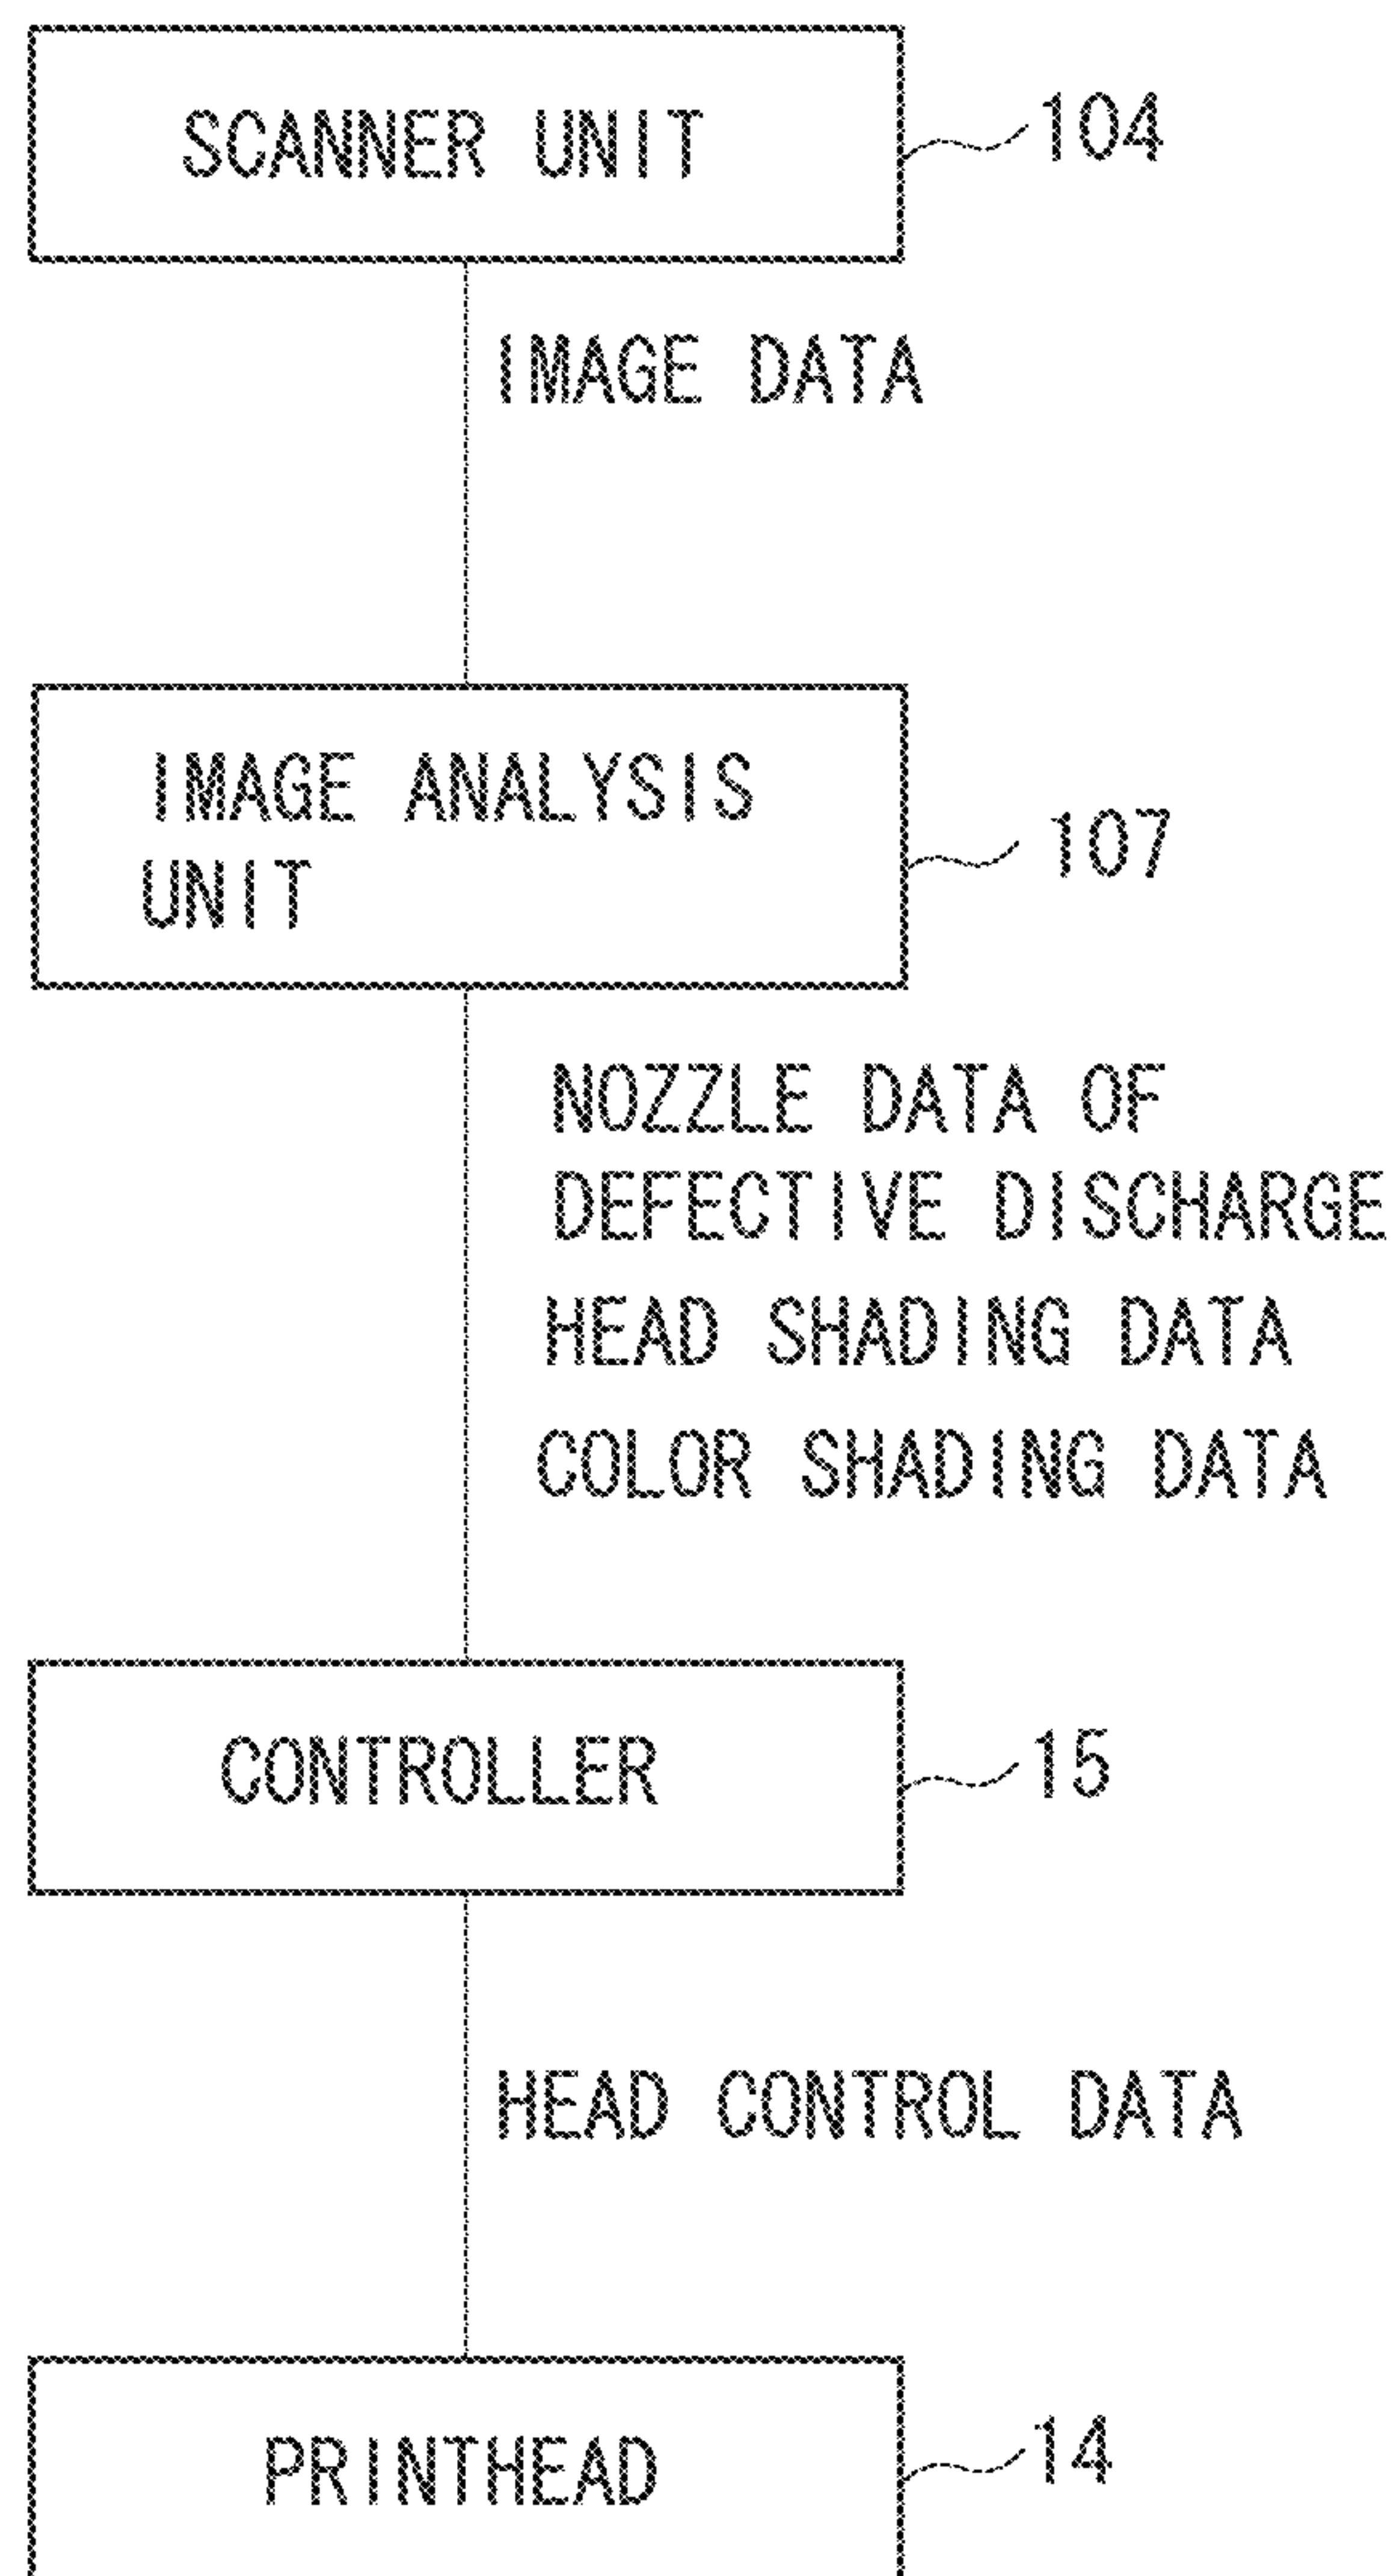 SCANNER UNIT
104
IMAGE DATA
IMAGE ANALYSIS
UNIT
107
NOZZLE DATA OF
DEFECTIVE DISCHARGE
HEAD SHADING DATA
COLOR SHADING DATA
CONTROLLER
15
HEAD CONTROL DATA
PRINTHEAD
14